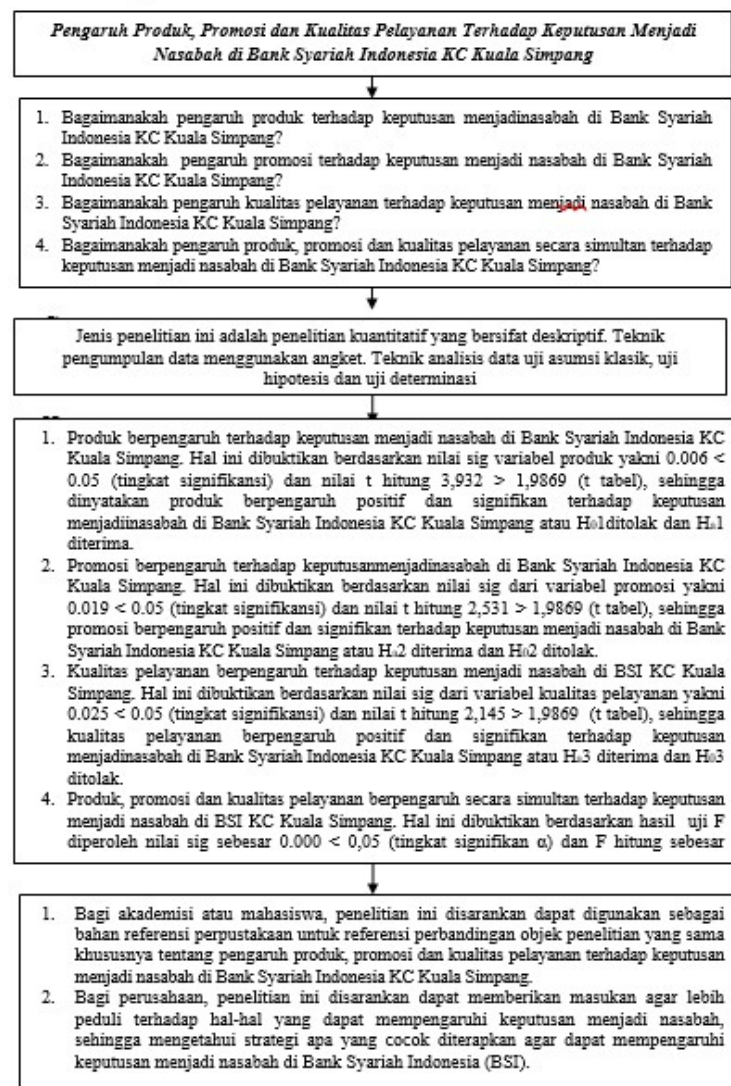 Pengaruh Produk, Promosi dan Kualitas Pelayanan Terhadap Keputusan Menjadi
Nasabah di Bank Syariah Indonesia KC Kuala Simpang
1. Bagaimanakah pengaruh produk terhadap keputusan menjadinasabah di Bank Syariah
Indonesia KC Kuala Simpang?
2. Bagaimanakah pengaruh promosi terhadap keputusan menjadi nasabah di Bank Syariah
Indonesia KC Kuala Simpang?
3. Bagaimanakah pengaruh kualitas pelayanan terhadap keputusan menjadi nasabah di Bank
Syariah Indonesia KC Kuala Simpang?
4. Bagaimanakah pengaruh produk, promosi dan kualitas pelayanan secara simultan terhadap
keputusan menjadi nasabah di Bank Syariah Indonesia KC Kuala Simpang?
Jenis penelitian ini adalah penelitian kuantitatif yang bersifat deskriptif. Teknik
pengumpulan data menggunakan angket. Teknik analisis data uji asumsi klasik, uji
hipotesis dan uji determinasi
1. Produk berpengaruh terhadap keputusan menjadi nasabah di Bank Syariah Indonesia KC
Kuala Simpang. Hal ini dibuktikan berdasarkan nilai sig variabel produk yakni 0.006 <
0.05 (tingkat signifikansi) dan nilai t hitung 3,932 > 1,9869 (t tabel), sehingga
dinyatakan produk berpengaruh positif dan signifikan terhadap keputusan
menjadiinasabah di Bank Syariah Indonesia KC Kuala Simpang atau H₀1ditolak dan Hₐ1
diterima.
2. Promosi berpengaruh terhadap keputusanmenjadinasabah di Bank Syariah Indonesia KC
Kuala Simpang. Hal ini dibuktikan berdasarkan nilai sig dari variabel promosi yakni
0.019 < 0.05 (tingkat signifikansi) dan nilai t hitung 2,531 > 1,9869 (t tabel), sehingga
promosi berpengaruh positif dan signifikan terhadap keputusan menjadi nasabah di Bank
Syariah Indonesia KC Kuala Simpang atau Hₐ2 diterima dan H₀2 ditolak.
3. Kualitas pelayanan berpengaruh terhadap keputusan menjadi nasabah di BSI KC Kuala
Simpang. Hal ini dibuktikan berdasarkan nilai sig dari variabel kualitas pelayanan yakni
0.025 < 0.05 (tingkat signifikansi) dan nilai t hitung 2,145 > 1,9869 (t tabel), sehingga
kualitas pelayanan berpengaruh positif dan signifikan terhadap keputusan
menjadinasabah di Bank Syariah Indonesia KC Kuala Simpang atau Hₐ3 diterima dan H₀3
ditolak.
4. Produk, promosi dan kualitas pelayanan berpengaruh secara simultan terhadap keputusan
menjadi nasabah di BSI KC Kuala Simpang. Hal ini dibuktikan berdasarkan hasil uji F
diperoleh nilai sig sebesar 0.000 < 0,05 (tingkat signifikan α) dan F hitung sebesar
1. Bagi akademisi atau mahasiswa, penelitian ini disarankan dapat digunakan sebagai
bahan referensi perpustakaan untuk referensi perbandingan objek penelitian yang sama
khususnya tentang pengaruh produk, promosi dan kualitas pelayanan terhadap keputusan
menjadi nasabah di Bank Syariah Indonesia KC Kuala Simpang.
2. Bagi perusahaan, penelitian ini disarankan dapat memberikan masukan agar lebih
peduli terhadap hal-hal yang dapat mempengaruhi keputusan menjadi nasabah,
sehingga mengetahui strategi apa yang cocok diterapkan agar dapat mempengaruhi
keputusan menjadi nasabah di Bank Syariah Indonesia (BSI).